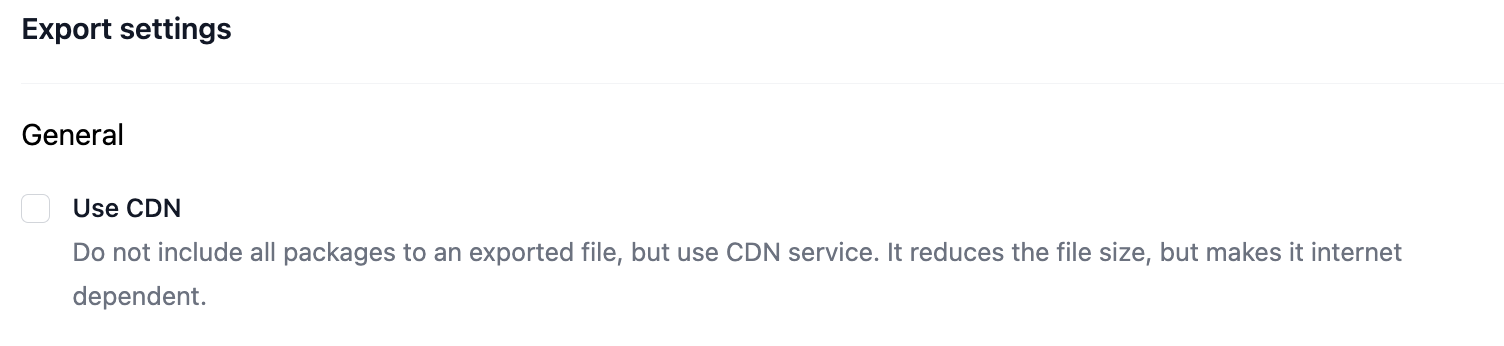 Export settings
General
Use CDN
Do not include all packages to an exported file, but use CDN service. It reduces the file size, but makes it internet
dependent.